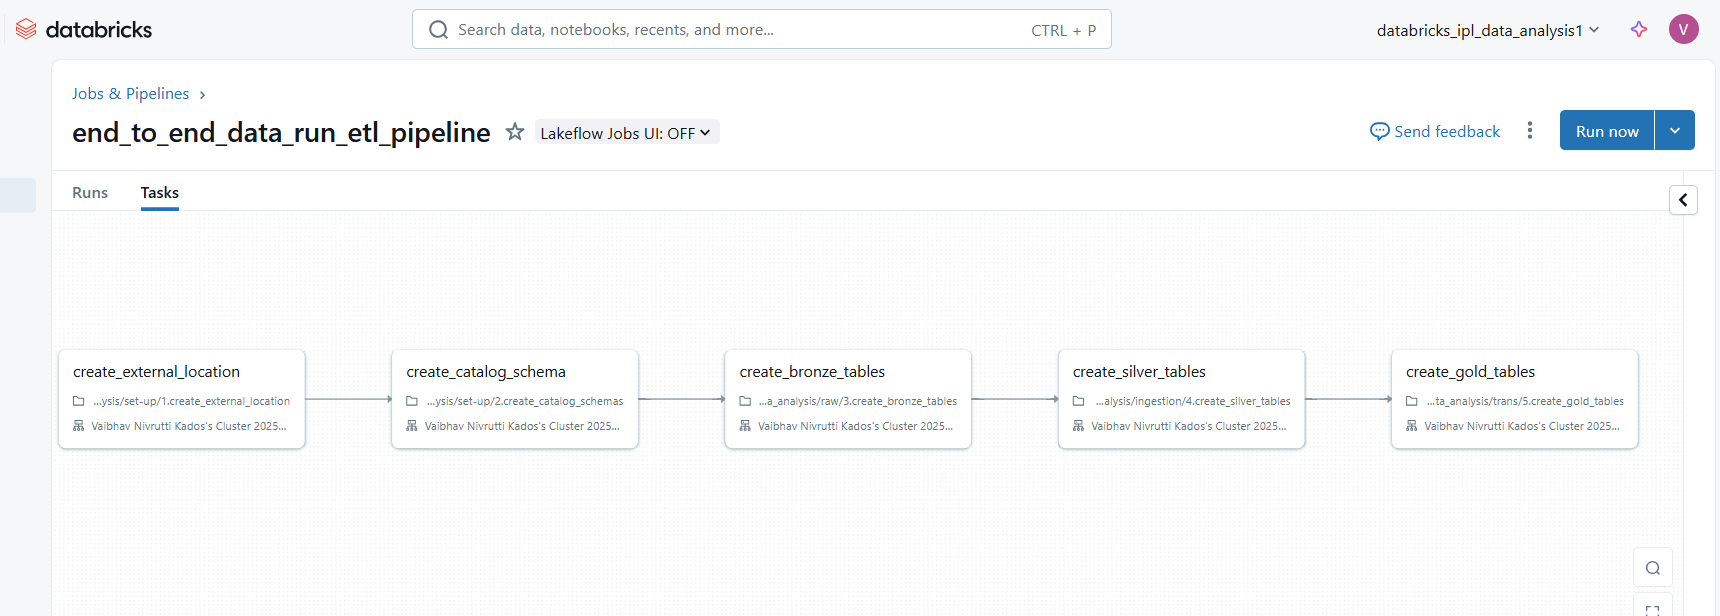 databricks
Search data, notebooks, recents, and more...
CTRL + P
databricks_ipl_data_analysis1
V
Jobs & Pipelines
end_to_end_data_run_etl_pipeline
Lakeflow Jobs UI: OFF
Send feedback
Run now
Runs
Tasks
create_external_location
...ysis/set-up/1.create_external_location
Vaibhav Nivrutti Kados's Cluster 2025...
create_catalog_schema
...ysis/set-up/2.create_catalog_schemas
Vaibhav Nivrutti Kados's Cluster 2025...
create_bronze_tables
...a_analysis/raw/3.create_bronze_tables
Vaibhav Nivrutti Kados's Cluster 2025...
create_silver_tables
...alysis/ingestion/4.create_silver_tables
Vaibhav Nivrutti Kados's Cluster 2025...
create_gold_tables
...ta_analysis/trans/5.create_gold_tables
Vaibhav Nivrutti Kados's Cluster 2025...